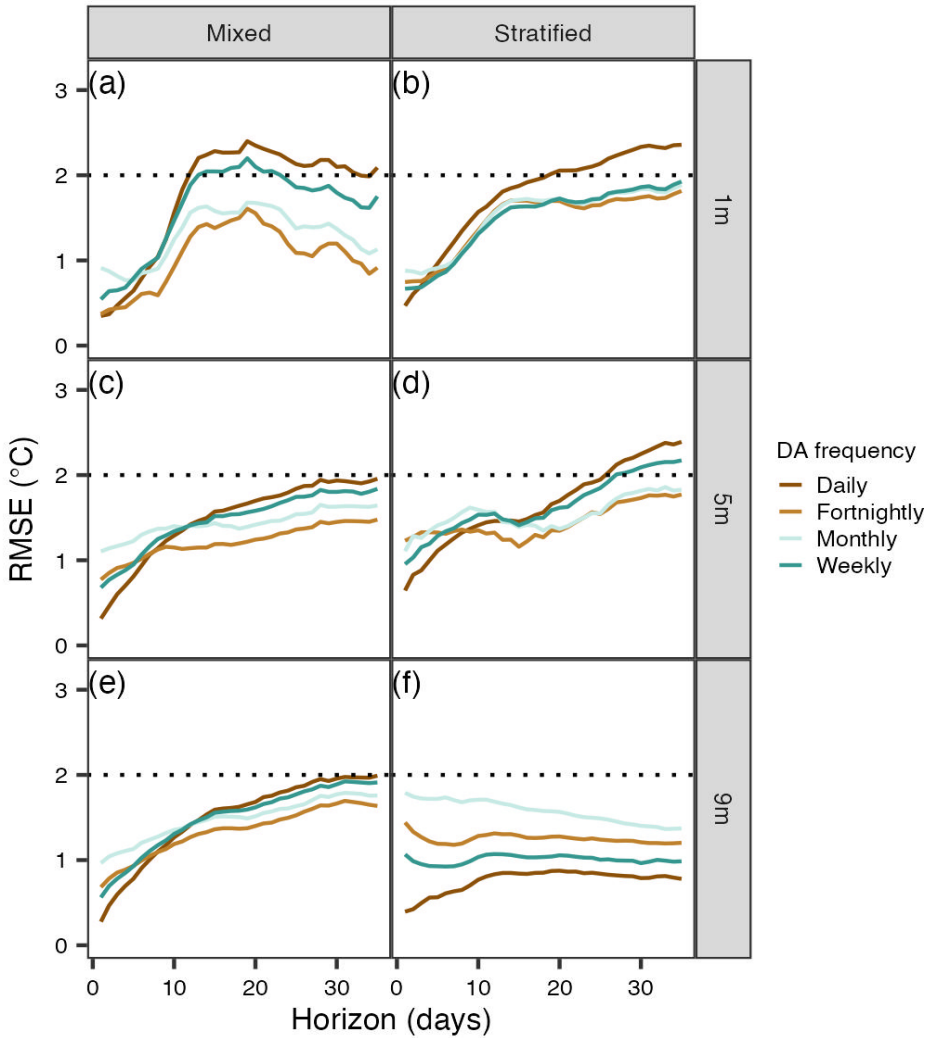 Mixed
Stratified
(a)
(b)
3
2
1
0
1m
(c)
(d)
3
2
1
0
5m
(e)
(f)
3
2
1
0
9m
RMSE (°C)
0
10
20
30
0
10
20
30
Horizon (days)
DA frequency
Daily
Fortnightly
Monthly
Weekly